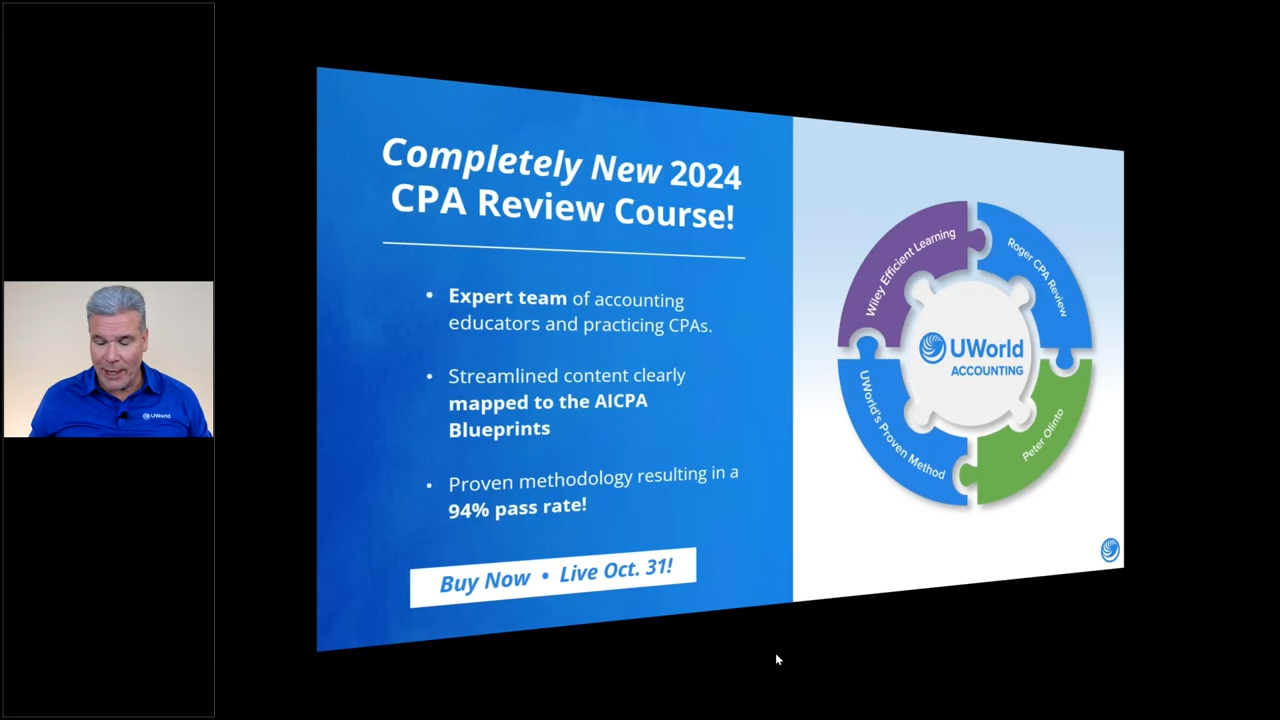 Completely New 2024
CPA Review Course!
• Expert team of accounting
educators and practicing CPAs.
• Streamlined content clearly
mapped to the AICPA
Blueprints
• Proven methodology resulting in a
94% pass rate!
Buy Now • Live Oct. 31!
Wiley Efficient Learning
Roger CPA Review
UWorld
ACCOUNTING
UWorld's Proven Method
Peter Olinto
UWorld